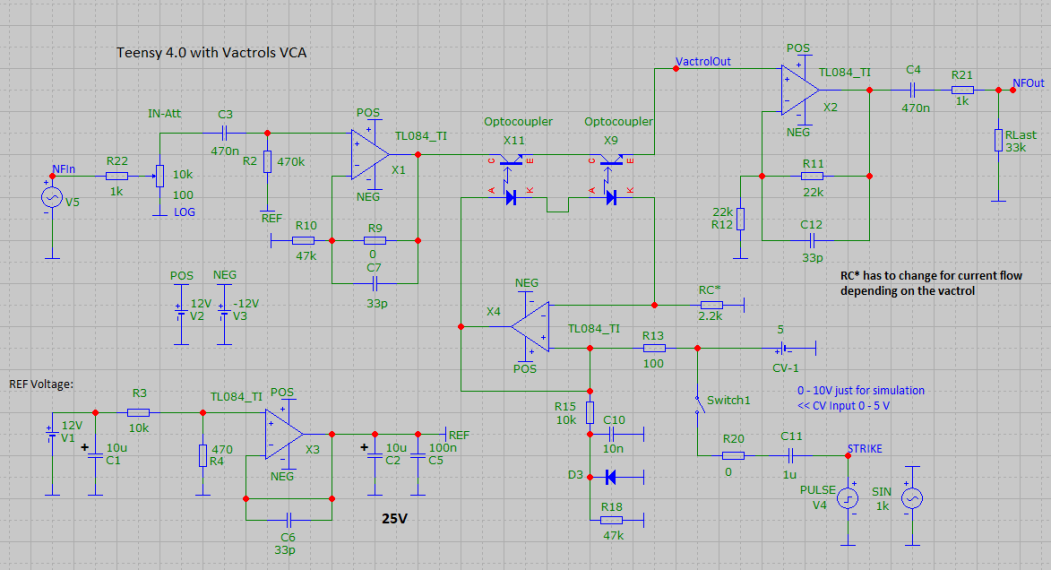 Teensy 4.0 with Vactrols VCA
POS
VactrolOut
TL084_TI
C4
R21
NFOut
X2
470n
1k
NEG
RLast
33k
IN-Att
C3
POS
TL084_TI
Optocoupler
Optocoupler
X11
X9
C
E
C
E
A
K
A
K
470n
R2
470k
X1
NEG
NFIn
R22
1k
10k
100
LOG
V5
REF
R10
47k
R9
0
C7
33p
R11
22k
22k
R12
C12
33p
RC* has to change for current flow
depending on the vactrol
POS
NEG
12V
V2
-12V
V3
NEG
X4
TL084_TI
POS
RC*
2.2k
R13
100
5
CV-1
0 - 10V just for simulation
<< CV Input 0 - 5 V
Switch1
REF Voltage:
R3
10k
TL084_TI
POS
12V
V1
10u
C1
470
R4
X3
NEG
10u
C2
100n
C5
REF
C6
33p
25V
R15
10k
C10
10n
D3
R18
47k
R20
0
C11
1u
STRIKE
PULSE
V4
SIN
1k